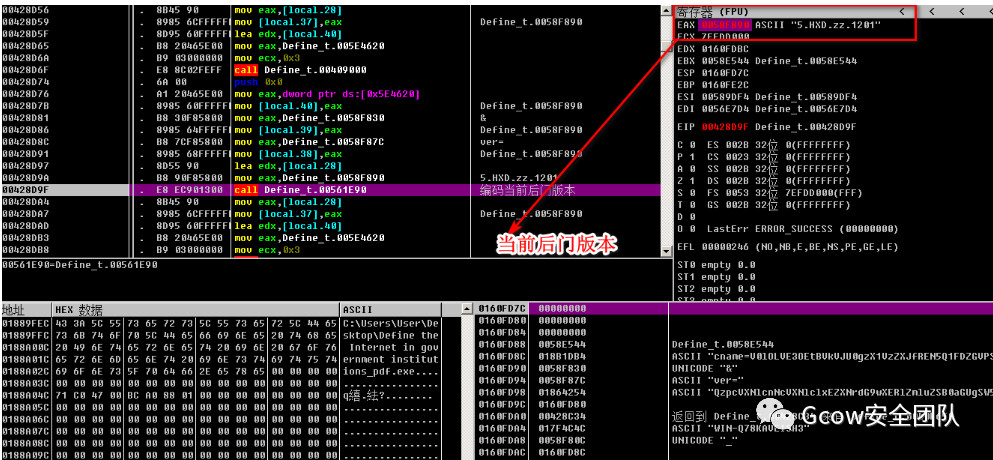 00428D56 . 8B45 90 mov eax,[local.28]
00428D59 . 8985 6CFFFFFF mov [local.37],eax Define_t.0058F890
00428D5F . 8D95 60FFFFFF lea edx,[local.40]
00428D65 . B8 20465E00 mov eax,Define_t.005E4620
00428D6A . B9 03000000 mov ecx,0x3
00428D6F . E8 8C02FEFF call Define_t.00409000
00428D74 . 6A 00 push 0x0
00428D76 . A1 20465E00 mov eax,dword ptr ds:[0x5E4620]
00428D7B . 8985 60FFFFFF mov [local.40],eax Define_t.0058F890
00428D81 . B8 30F85800 mov eax,Define_t.0058F830 &
00428D86 . 8985 64FFFFFF mov [local.39],eax Define_t.0058F890
00428D8C . B8 7CF85800 mov eax,Define_t.0058F87C ver=
00428D91 . 8985 68FFFFFF mov [local.38],eax Define_t.0058F890
00428D97 . 8D55 90 lea edx,[local.28]
00428D9A . B8 90F85800 mov eax,Define_t.0058F890 5.HXD.zz.1201
00428D9F . E8 EC901300 call Define_t.00561E90 编码当前后门版本
00428DA4 . 8B45 90 mov eax,[local.28]
00428DA7 . 8985 6CFFFFFF mov [local.37],eax Define_t.0058F890
00428DAD . 8D95 60FFFFFF lea edx,[local.40]
00428DB3 . B8 20465E00 mov eax,Define_t.005E4620
00428DB8 . B9 03000000 mov ecx,0x3
当前后门版本
00561E90=Define_t.00561E90
寄存器 (FPU) < < < <
EAX 0058F890 ASCII "5.HXD.zz.1201"
ECX 7EFDD000
EDX 0160FDBC
EBX 0058E544 Define_t.0058E544
ESP 0160FD7C
EBP 0160FE2C
ESI 00589DF4 Define_t.00589DF4
EDI 0056E7D4 Define_t.0056E7D4
EIP 00428D9F Define_t.00428D9F
C 0 ES 002B 32位 0(FFFFFFFF)
P 1 CS 0023 32位 0(FFFFFFFF)
A 0 SS 002B 32位 0(FFFFFFFF)
Z 1 DS 002B 32位 0(FFFFFFFF)
S 0 FS 0053 32位 7EFDD000(FFF)
T 0 GS 002B 32位 0(FFFFFFFF)
D 0
O 0 LastErr ERROR_SUCCESS (00000000)
EFL 00000246 (NO,NB,E,BE,NS,PE,GE,LE)
ST0 empty 0.0
ST1 empty 0.0
ST2 empty 0.0
ST3 empty 0.0
地址 HEX 数据 ASCII
01889FEC 43 3A 5C 55 73 65 72 73 5C 55 73 65 72 5C 44 65 C:\Users\User\De
01889FFC 73 6B 74 6F 70 5C 44 65 66 69 6E 65 20 74 68 65 sktop\Define the
0188A00C 20 49 6E 74 65 72 6E 65 74 20 69 6E 20 67 6F 76 Internet in gov
0188A01C 65 72 6E 6D 65 6E 74 20 69 6E 73 74 69 74 75 74 ernment institut
0188A02C 69 6F 6E 73 5F 70 64 66 2E 65 78 65 00 00 00 00 ions_pdf.exe....
0188A03C 00 00 00 00 00 00 00 00 00 00 00 00 00 00 00 00 ................
0188A04C 71 C0 47 00 BC A0 88 01 00 00 00 00 00 00 00 00
0188A05C 00 00 00 00 00 00 00 00 00 00 00 00 00 00 00 00 ................
0188A06C 00 00 00 00 00 00 00 00 00 00 00 00 00 00 00 00 ................
0188A07C 00 00 00 00 00 00 00 00 00 00 00 00 00 00 00 00 ................
0188A08C 00 00 00 00 00 00 00 00 00 00 00 00 00 00 00 00 ................
0188A09C 00 00 00 00 00 00 00 00 00 00 00 00 00 00 00 00 ................
0160FD7C 00000000
0160FD80 00000000
0160FD84 00000000
0160FD88 0058E544 Define_t.0058E544
0160FD8C 018B1DB4 ASCII
0160FD90 0058F830 UNICODE "&"
0160FD94 0058F87C ASCII "ver="
0160FD98 01864254 ASCII
0160FD9C 0160FDB0
0160FDA0 00428C34 返回到
0160FDA4 017F4C4C ASCII
0160FDA8 0058F80C UNICODE "_"
0160FDAC 0160FD8C
Gcow安全团队